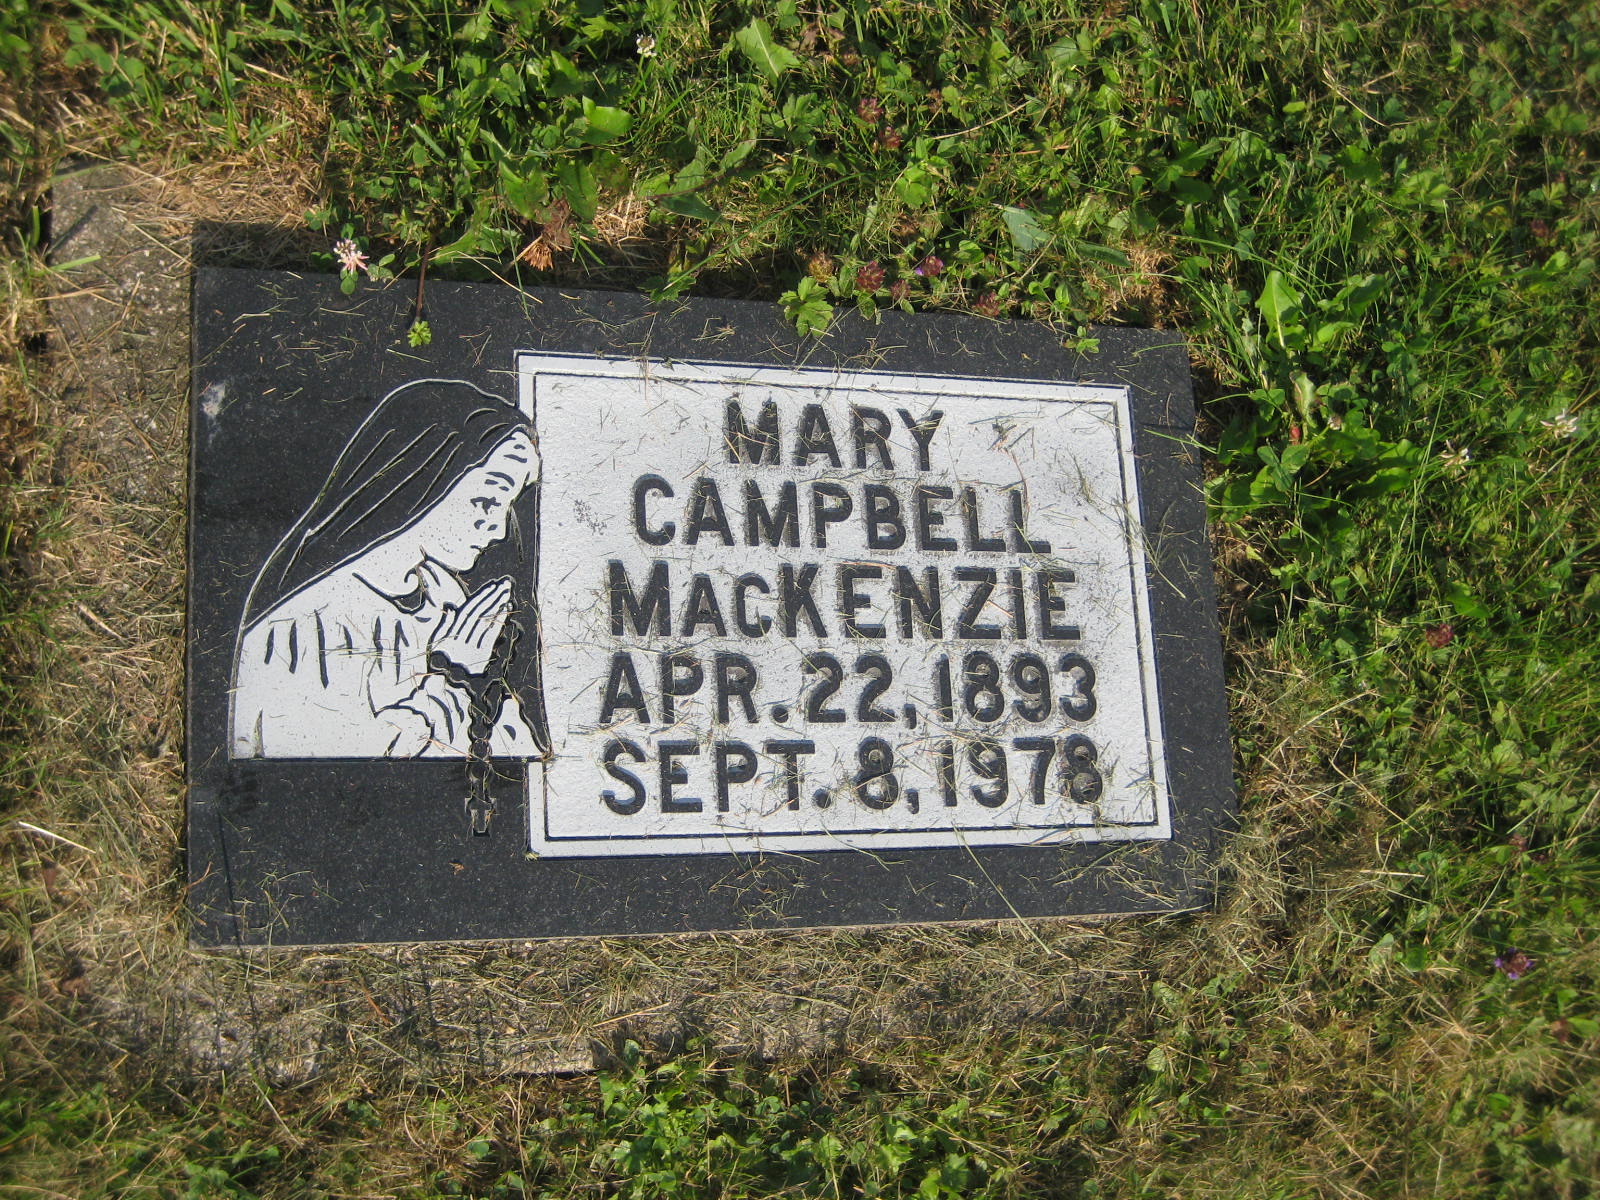 MARY
CAMPBELL
MACKENZIE
APR. 22, 1893
SEPT. 8, 1978